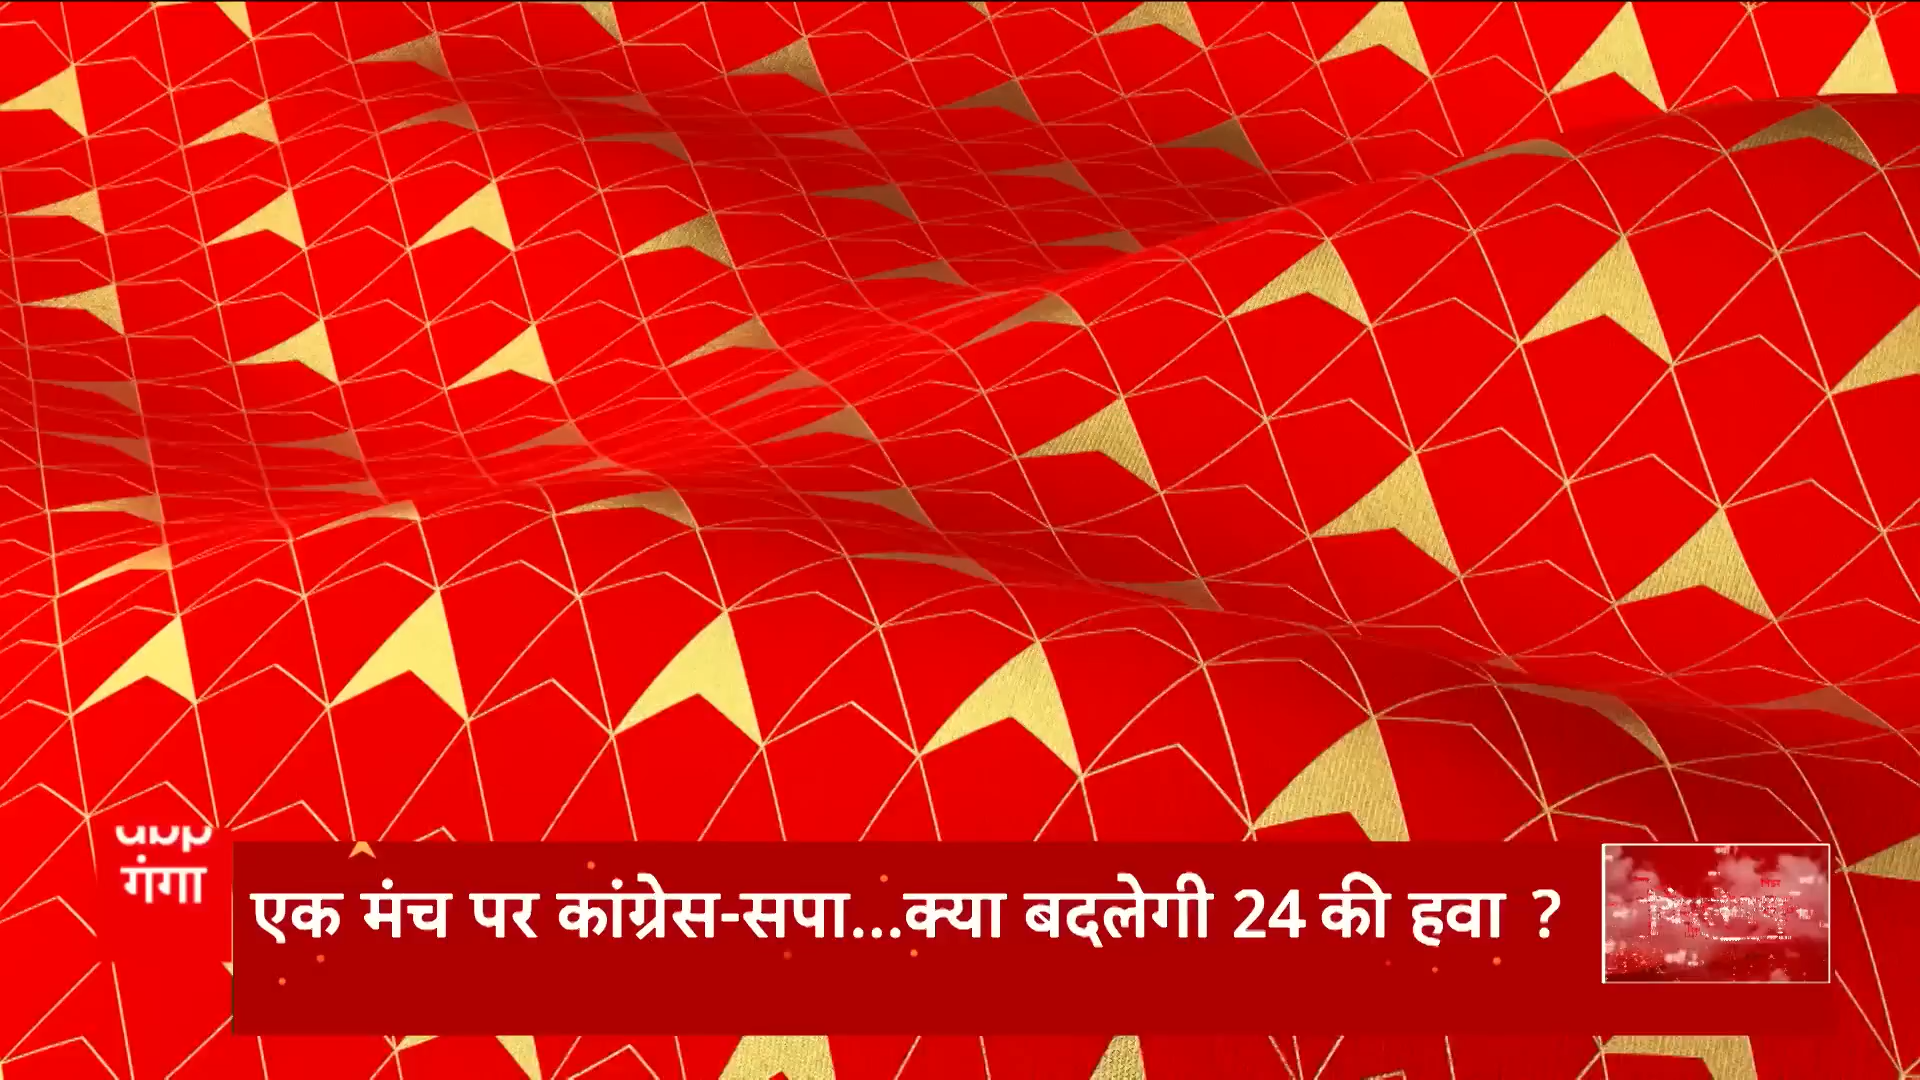 abp
गंगा
एक मंच पर कांग्रेस-सपा...क्या बदलेगी 24 की हवा ?